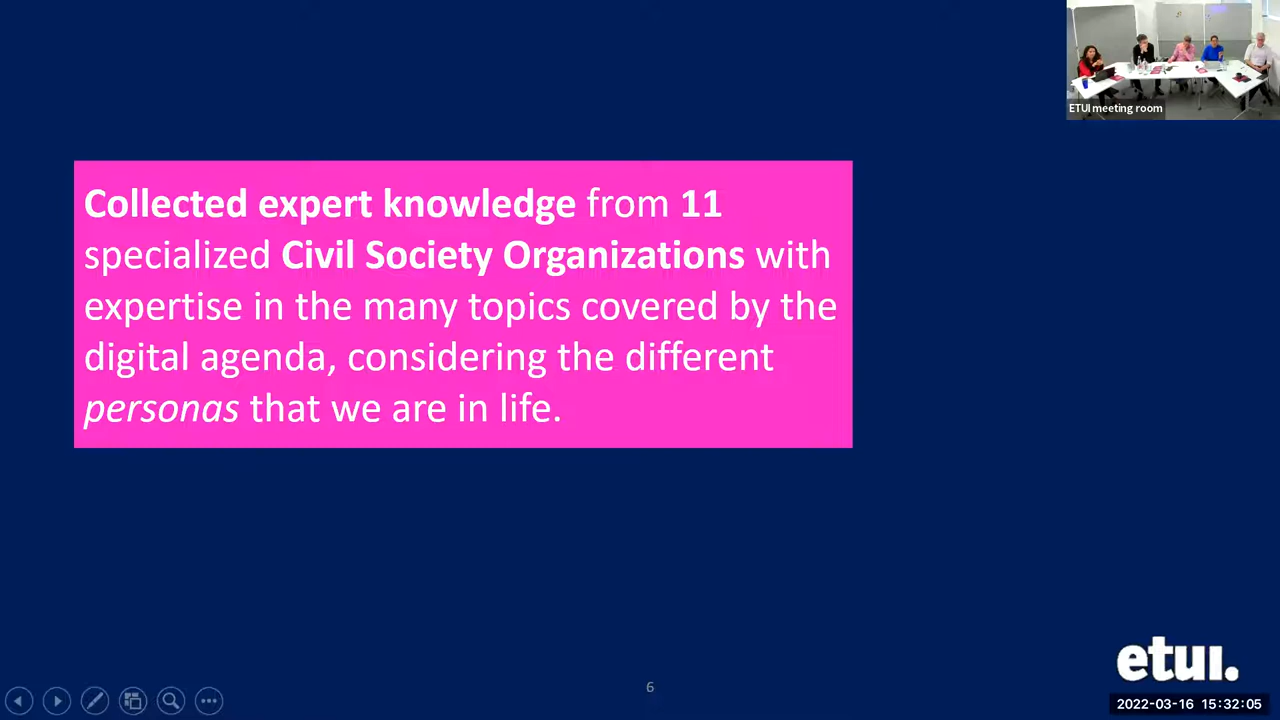 ETUI meeting room
Collected expert knowledge from 11
specialized Civil Society Organizations with
expertise in the many topics covered by the
digital agenda, considering the different
personas that we are in life.
etui.
6
2022-03-16 15:32:05